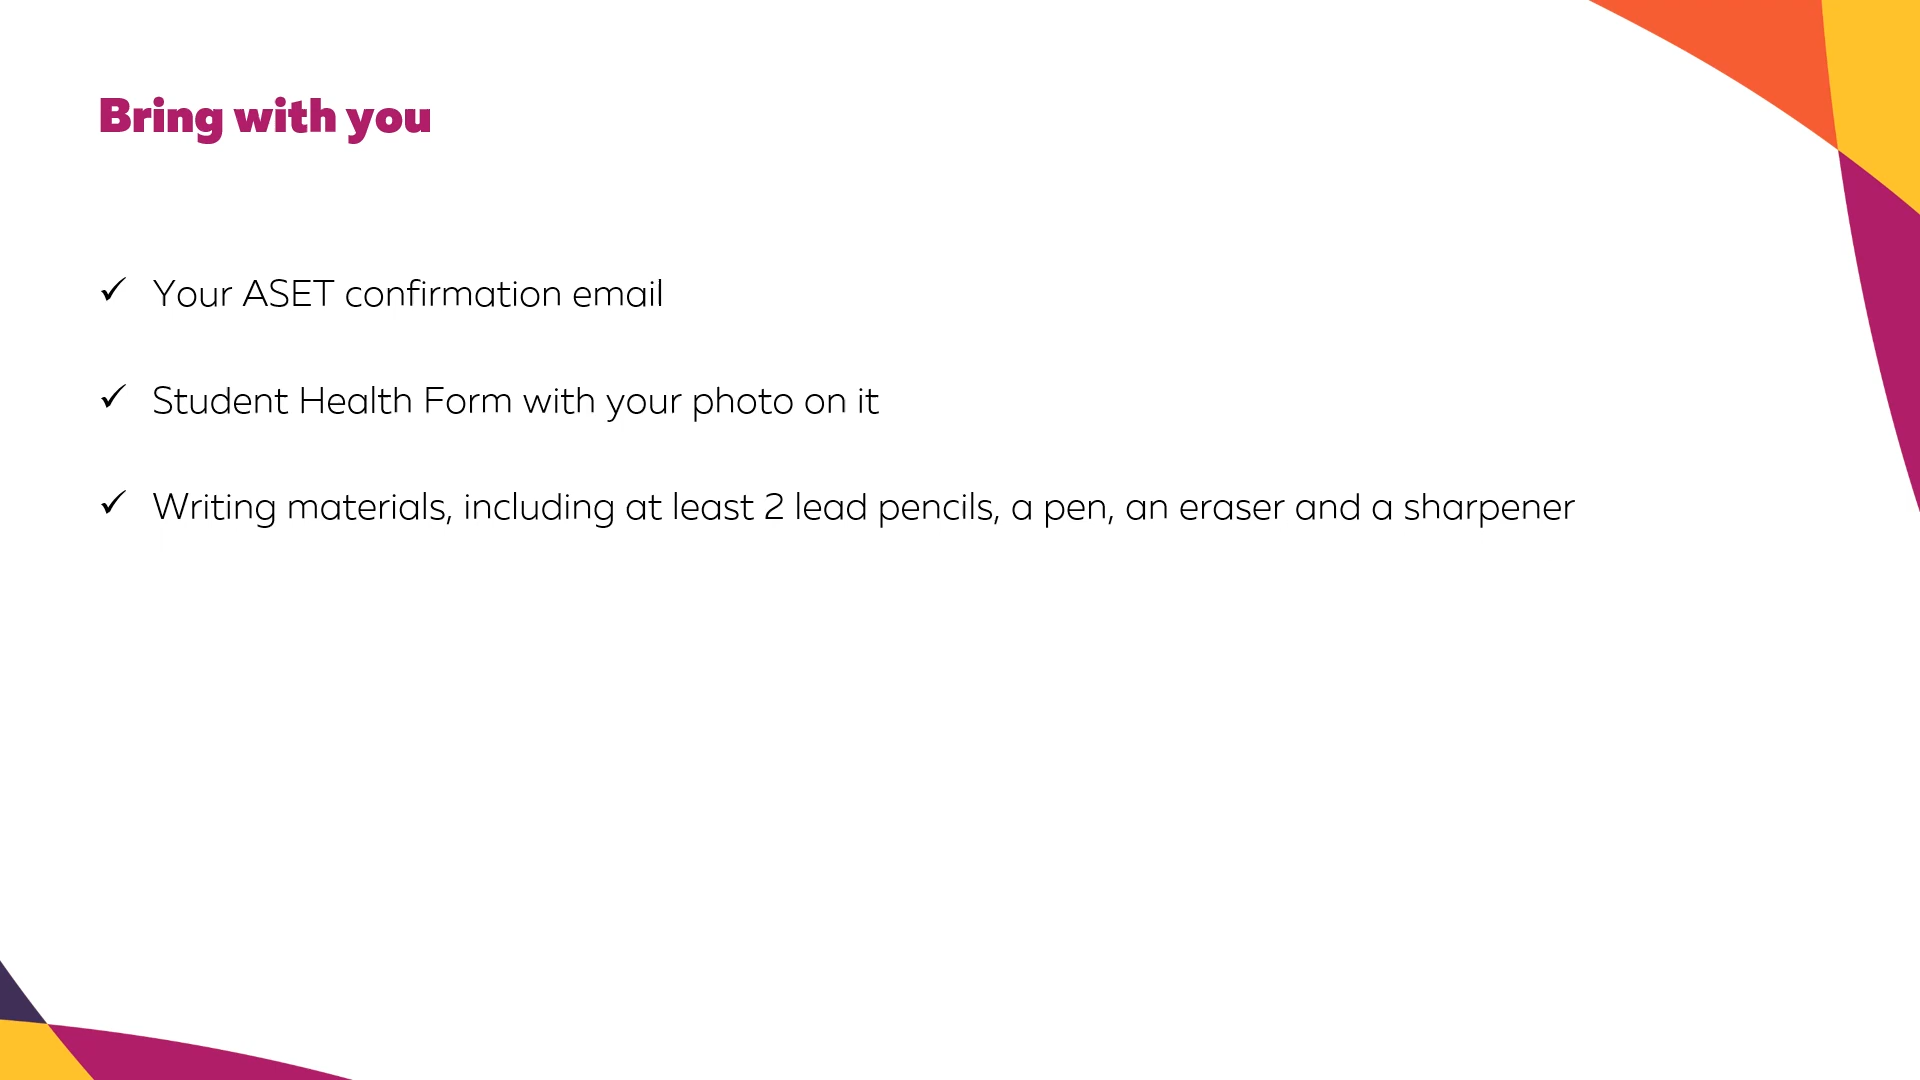 Bring with you
✓ Your ASET confirmation email
✓ Student Health Form with your photo on it
✓ Writing materials, including at least 2 lead pencils, a pen, an eraser and a sharpener